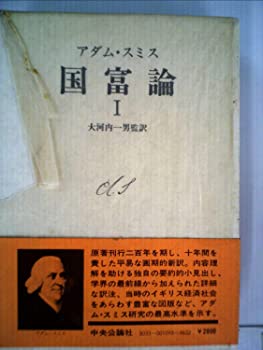 アダム・スミス
国富論
I
大河内一男監訳
原著刊行二百年を期し、十年間を
費した平易な画期的新訳。内容理
解を助ける独自の要約的小見出し、
学界の最前線から加えられた詳細
な訳注、当時のイギリス経済社会
をあらわす豊富な図版など、アダ
ム・スミス研究の最高水準を示す。
アダム・スミス
中央公論社